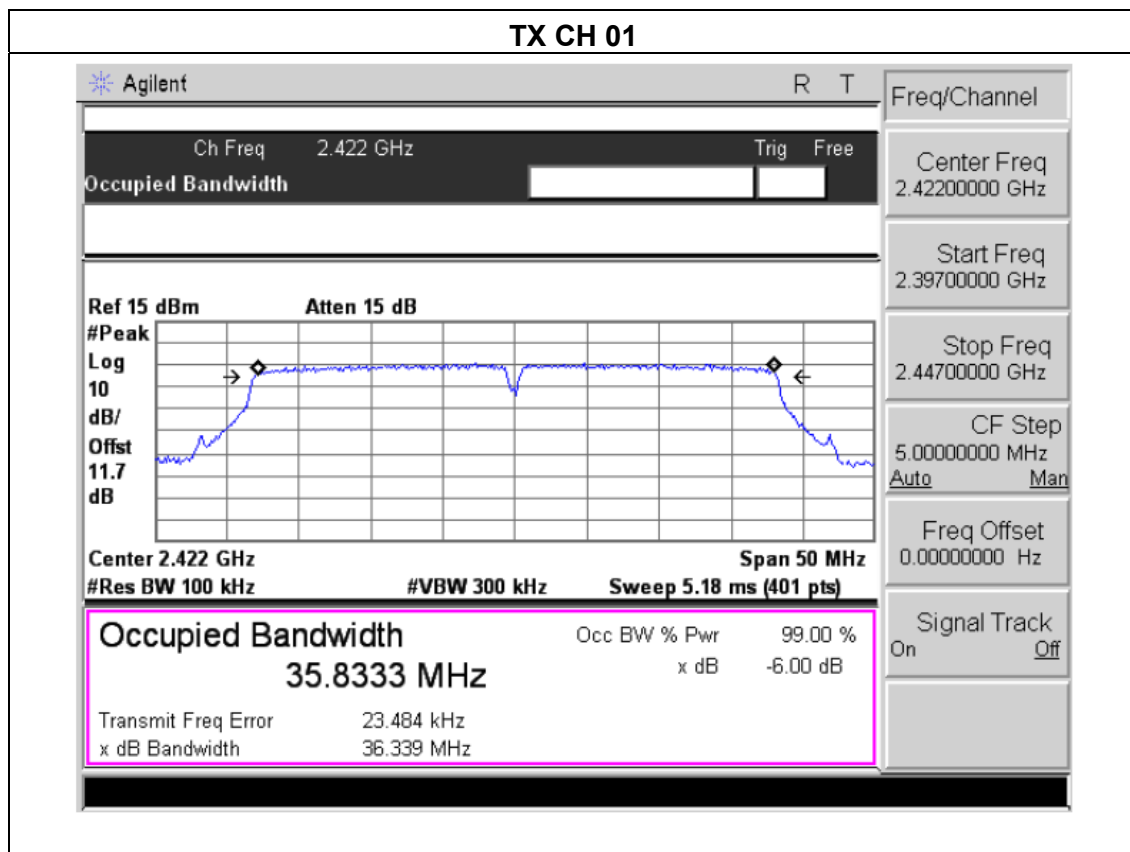 TX CH 01
Agilent R T
Freq/Channel
Ch Freq 2.422 GHz Trig Free
Occupied Bandwidth
Center Freq
2.42200000 GHz
Start Freq
2.39700000 GHz
Ref 15 dBm Atten 15 dB
#Peak
Log
10
dB/
Offst
11.7
dB
Stop Freq
2.44700000 GHz
CF Step
5.00000000 MHz
Auto Man
Center 2.422 GHz Span 50 MHz
#Res BW 100 kHz #VBW 300 kHz Sweep 5.18 ms (401 pts)
Freq Offset
0.00000000 Hz
Occupied Bandwidth Occ BW % Pwr 99.00 %
35.8333 MHz x dB -6.00 dB
Transmit Freq Error 23.484 kHz
x dB Bandwidth 36.339 MHz
Signal Track
On Off